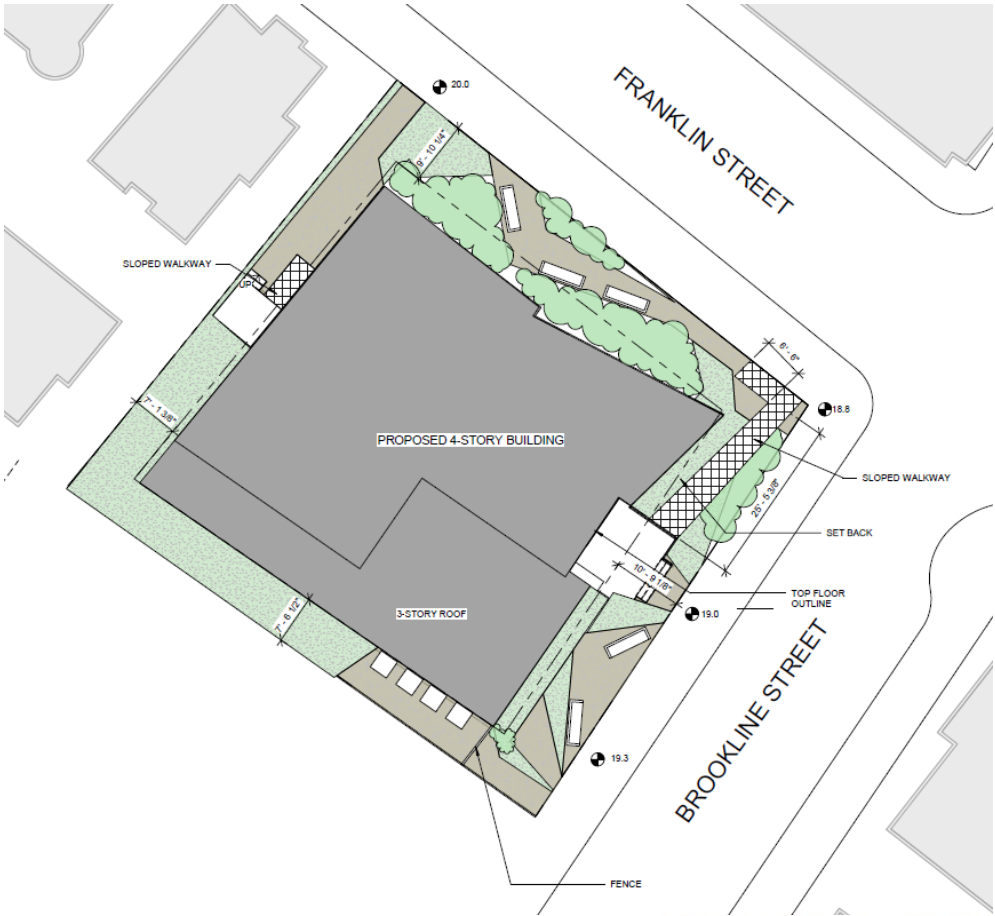 20.0
FRANKLIN STREET
9' - 10 1/4"
SLOPED WALKWAY
UP
6' - 6"
18.8
7' - 1 3/8"
PROPOSED 4-STORY BUILDING
SLOPED WALKWAY
25' - 5 3/8"
SET BACK
10' - 9 1/8"
TOP FLOOR
OUTLINE
3-STORY ROOF
7' - 6 1/2"
19.0
BROOKLINE STREET
19.3
FENCE